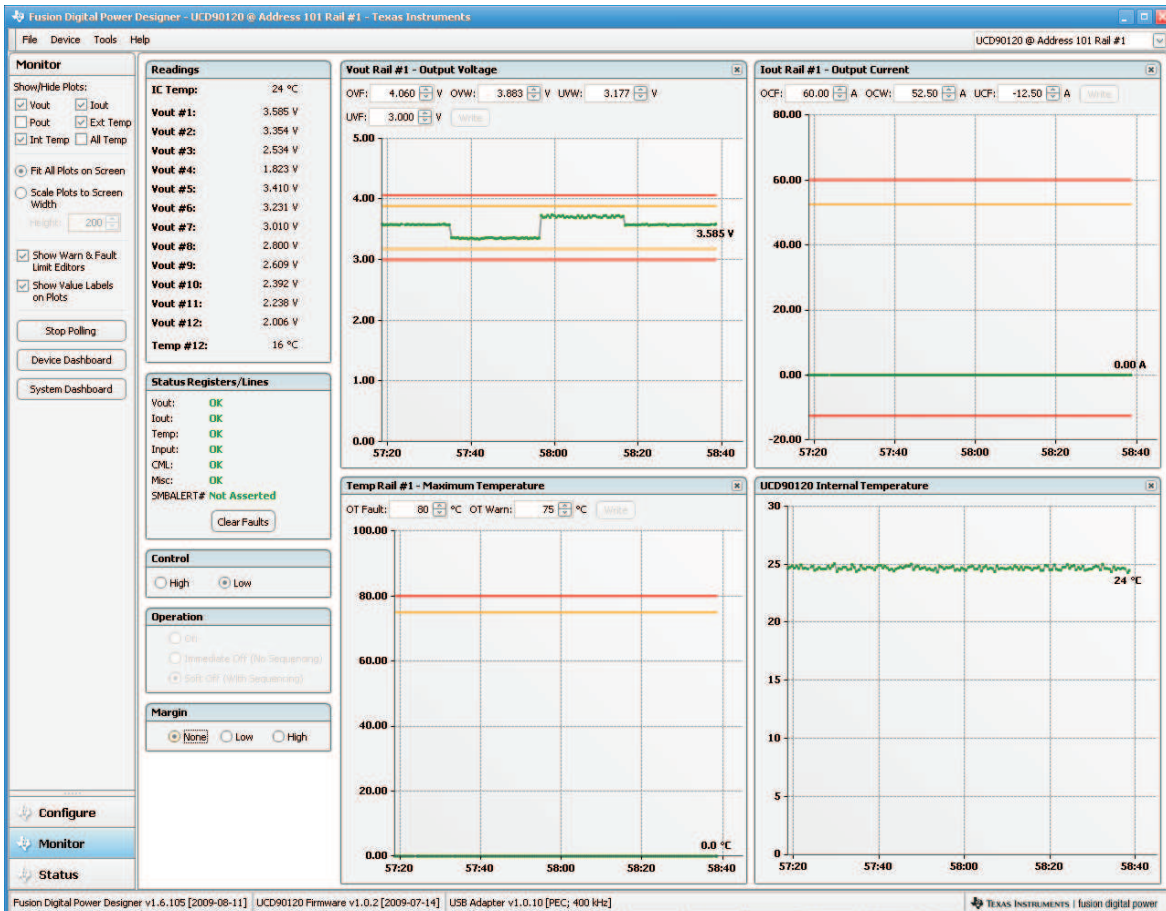 Fusion Digital Power Designer - UCD90120 @ Address 101 Rail #1 - Texas Instruments
File Device Tools Help
UCD90120 @ Address 101 Rail #1
Monitor
Show/Hide Plots:
Vout Iout
Pout Ext Temp
Int Temp All Temp
Fit All Plots on Screen
Scale Plots to Screen
Width
Height: 200
Show Warn & Fault
Limit Editors
Show Value Labels
on Plots
Stop Polling
Device Dashboard
System Dashboard
Configure
Monitor
Status
Readings
IC Temp: 24 °C
Vout #1: 3.585 V
Vout #2: 3.354 V
Vout #3: 2.534 V
Vout #4: 1.823 V
Vout #5: 3.410 V
Vout #6: 3.231 V
Vout #7: 3.010 V
Vout #8: 2.800 V
Vout #9: 2.609 V
Vout #10: 2.392 V
Vout #11: 2.238 V
Vout #12: 2.006 V
Temp #12: 16 °C
Status Registers/Lines
Vout: OK
Iout: OK
Temp: OK
Input: OK
CML: OK
Misc: OK
SMBALERT# Not Asserted
Clear Faults
Control
High Low
Operation
On
Immediate Off (No Sequencing)
Soft Off (With Sequencing)
Margin
None Low High
Vout Rail #1 - Output Voltage
OVF: 4.060 V OVW: 3.883 V UVW: 3.177 V
UVF: 3.000 V Write
5.00
4.00
3.585 V
3.00
2.00
1.00
0.00
57:20 57:40 58:00 58:20 58:40
Iout Rail #1 - Output Current
OCF: 60.00 A OCW: 52.50 A UCF: -12.50 A Write
80.00
60.00
40.00
20.00
0.00 A
0.00
-20.00
57:20 57:40 58:00 58:20 58:40
Temp Rail #1 - Maximum Temperature
OT Fault: 80 °C OT Warn: 75 °C Write
100.00
80.00
60.00
40.00
20.00
0.0 °C
0.00
57:20 57:40 58:00 58:20 58:40
UCD90120 Internal Temperature
30
25
24 °C
20
15
10
5
0
57:20 57:40 58:00 58:20 58:40
Fusion Digital Power Designer v1.6.105 [2009-08-11] UCD90120 Firmware v1.0.2 [2009-07-14] USB Adapter v1.0.10 [PEC; 400 kHz] TEXAS INSTRUMENTS | fusion digital power